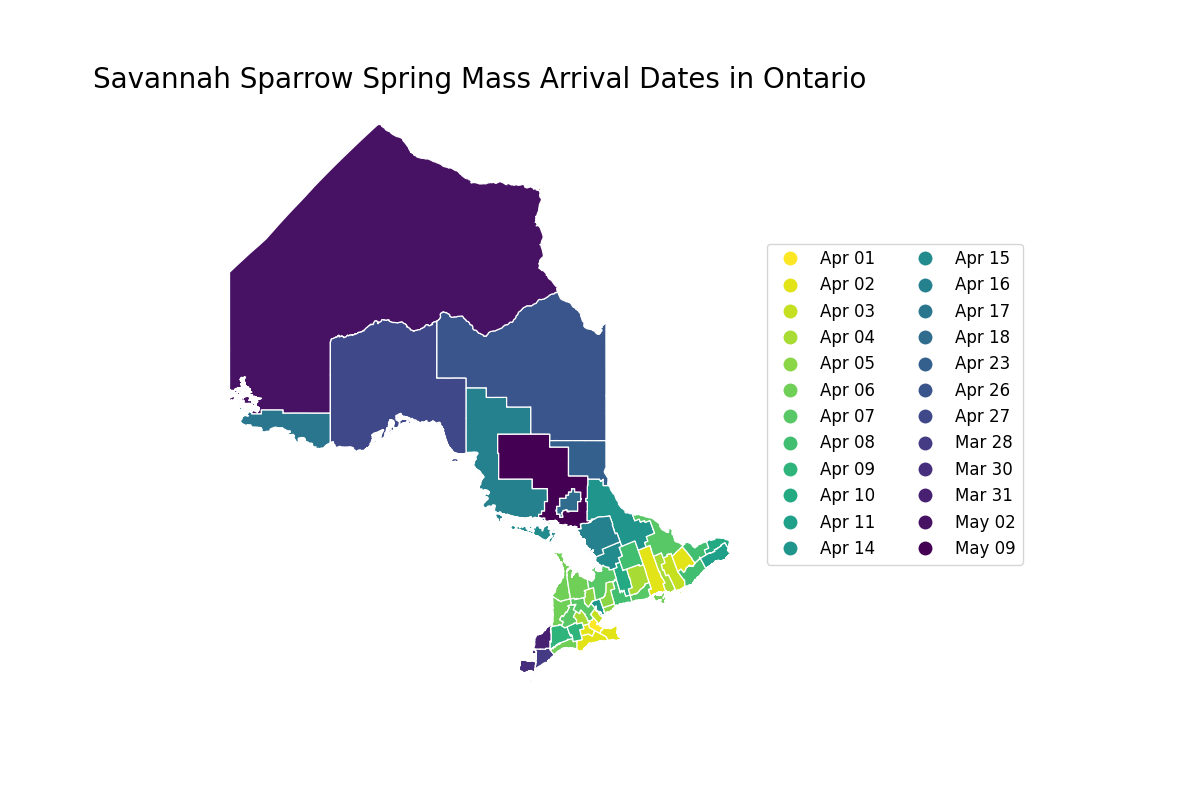 Savannah Sparrow Spring Mass Arrival Dates in Ontario
Apr 01
Apr 02
Apr 03
Apr 04
Apr 05
Apr 06
Apr 07
Apr 08
Apr 09
Apr 10
Apr 11
Apr 14
Apr 15
Apr 16
Apr 17
Apr 18
Apr 23
Apr 26
Apr 27
Mar 28
Mar 30
Mar 31
May 02
May 09